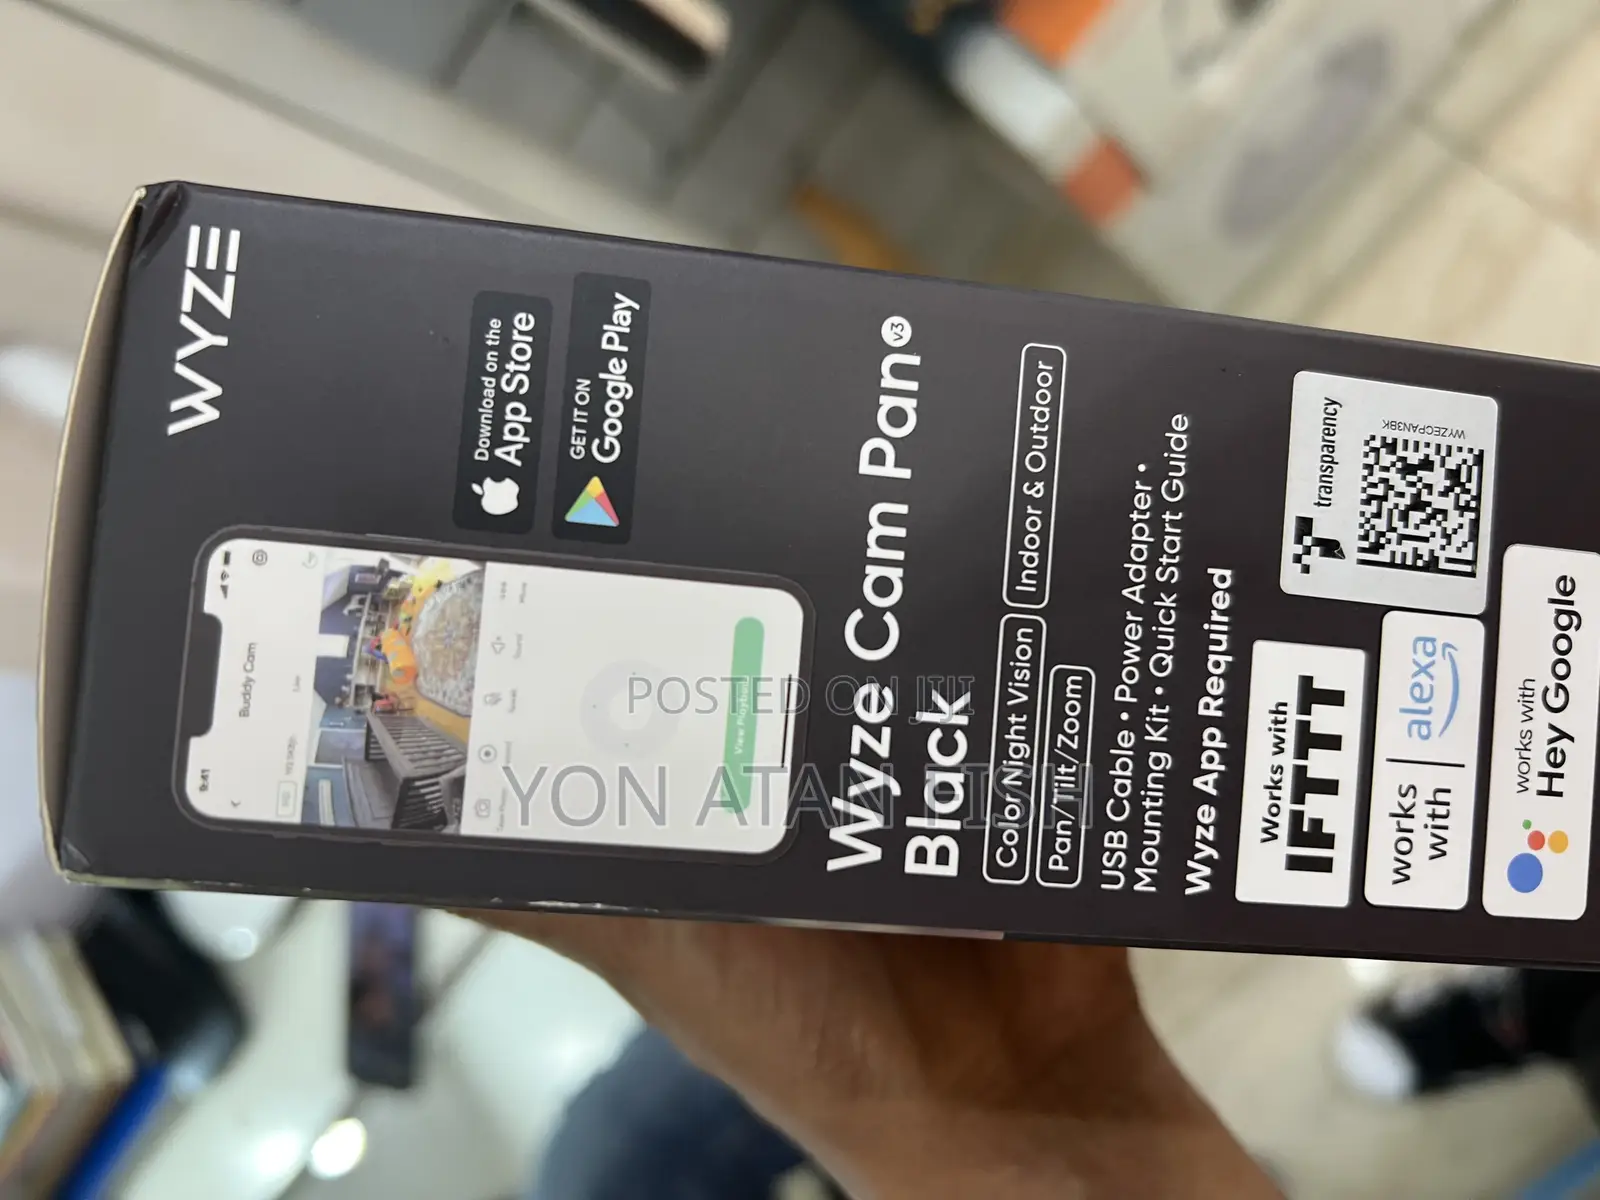 WYZE
Download on the
App Store
GET IT ON
Google Play
9:41
Buddy Cam
Live
HD
View Playback
Wyze Cam Pan v3
Black
Color Night Vision
Indoor & Outdoor
Pan/Tilt/Zoom
USB Cable • Power Adapter •
Mounting Kit • Quick Start Guide
Wyze App Required
transparency
WYZECPAN3BK
Works with
IFTTT
works
with
alexa
works with
Hey Google
POSTED ON JIJI
YON ATAN FISH